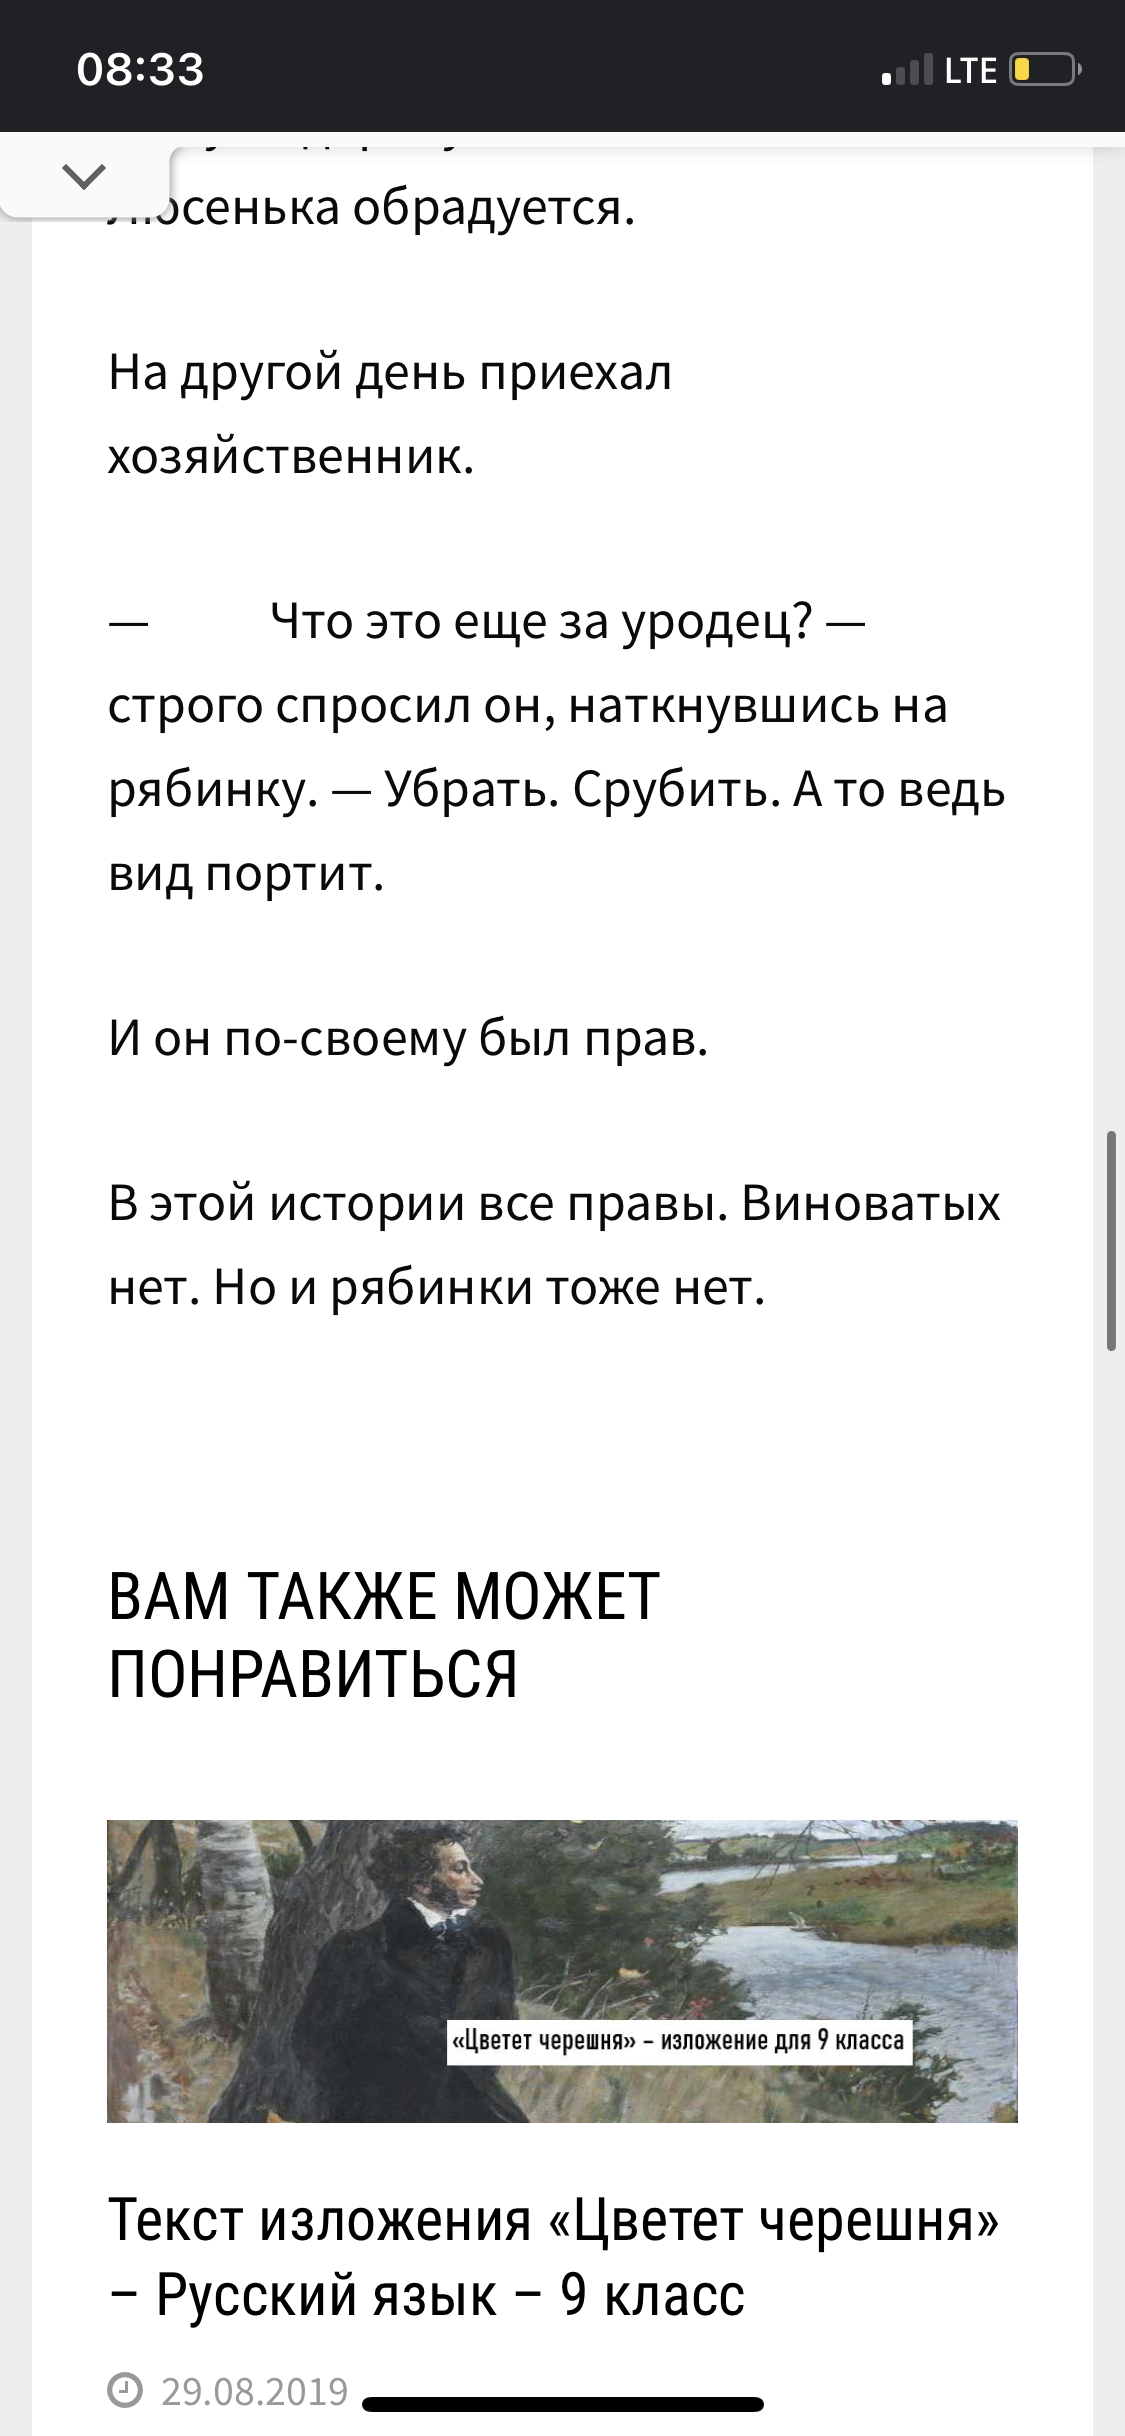 08:33
LTE
обрадуется.
На другой день приехал
хозяйственник.
— Что это еще за уродец? —
строго спросил он, наткнувшись на
рябинку. — Убрать. Срубить. А то ведь
вид портит.
И он по-своему был прав.
В этой истории все правы. Виноватых
нет. Но и рябинки тоже нет.
ВАМ ТАКЖЕ МОЖЕТ
ПОНРАВИТЬСЯ
«Цветет черешня» – изложение для 9 класса
Текст изложения «Цветет черешня»
– Русский язык – 9 класс
29.08.2019